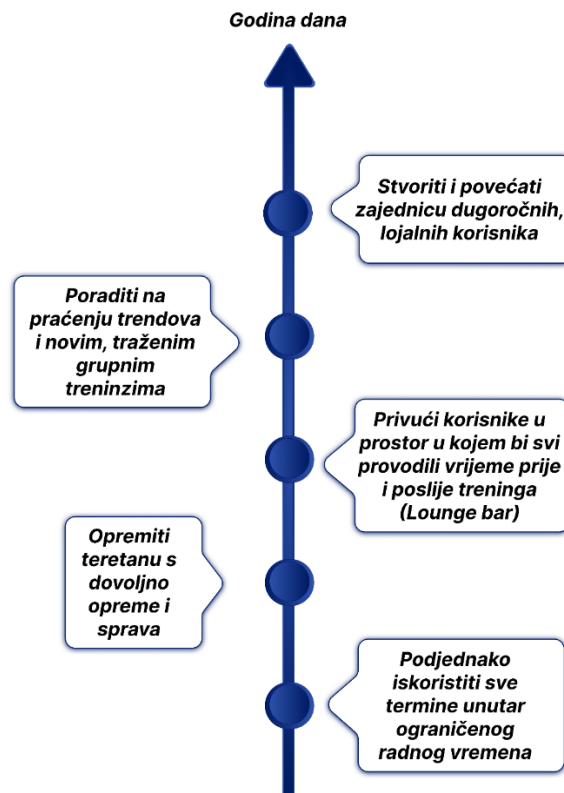 Godina dana
Stvoriti i povećati
zajednicu dugoročnih,
lojalnih korisnika
Poraditi na
praćenju trendova
i novim, traženim
grupnim
treninzima
Privući korisnike u
prostor u kojem bi svi
provodili vrijeme prije
i poslije treninga
(Lounge bar)
Opremiti
teretanu s
dovoljno
opreme i
sprava
Podjednako
iskoristiti sve
termine unutar
ograničenog
radnog vremena